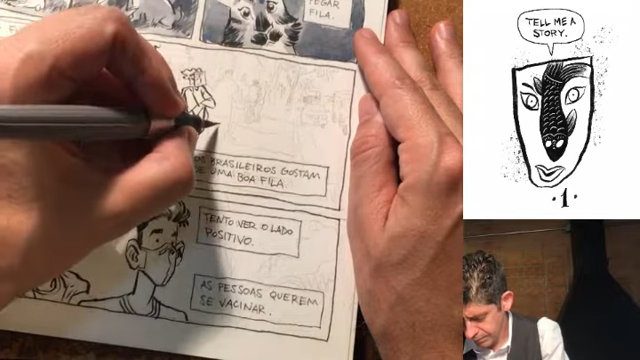 PEGAR
FILA.
OS BRASILEIROS GOSTAM
DE UMA BOA FILA.
TENTO VER O LADO
POSITIVO.
AS PESSOAS QUEREM
SE VACINAR.
TELL ME A
STORY.
·1·